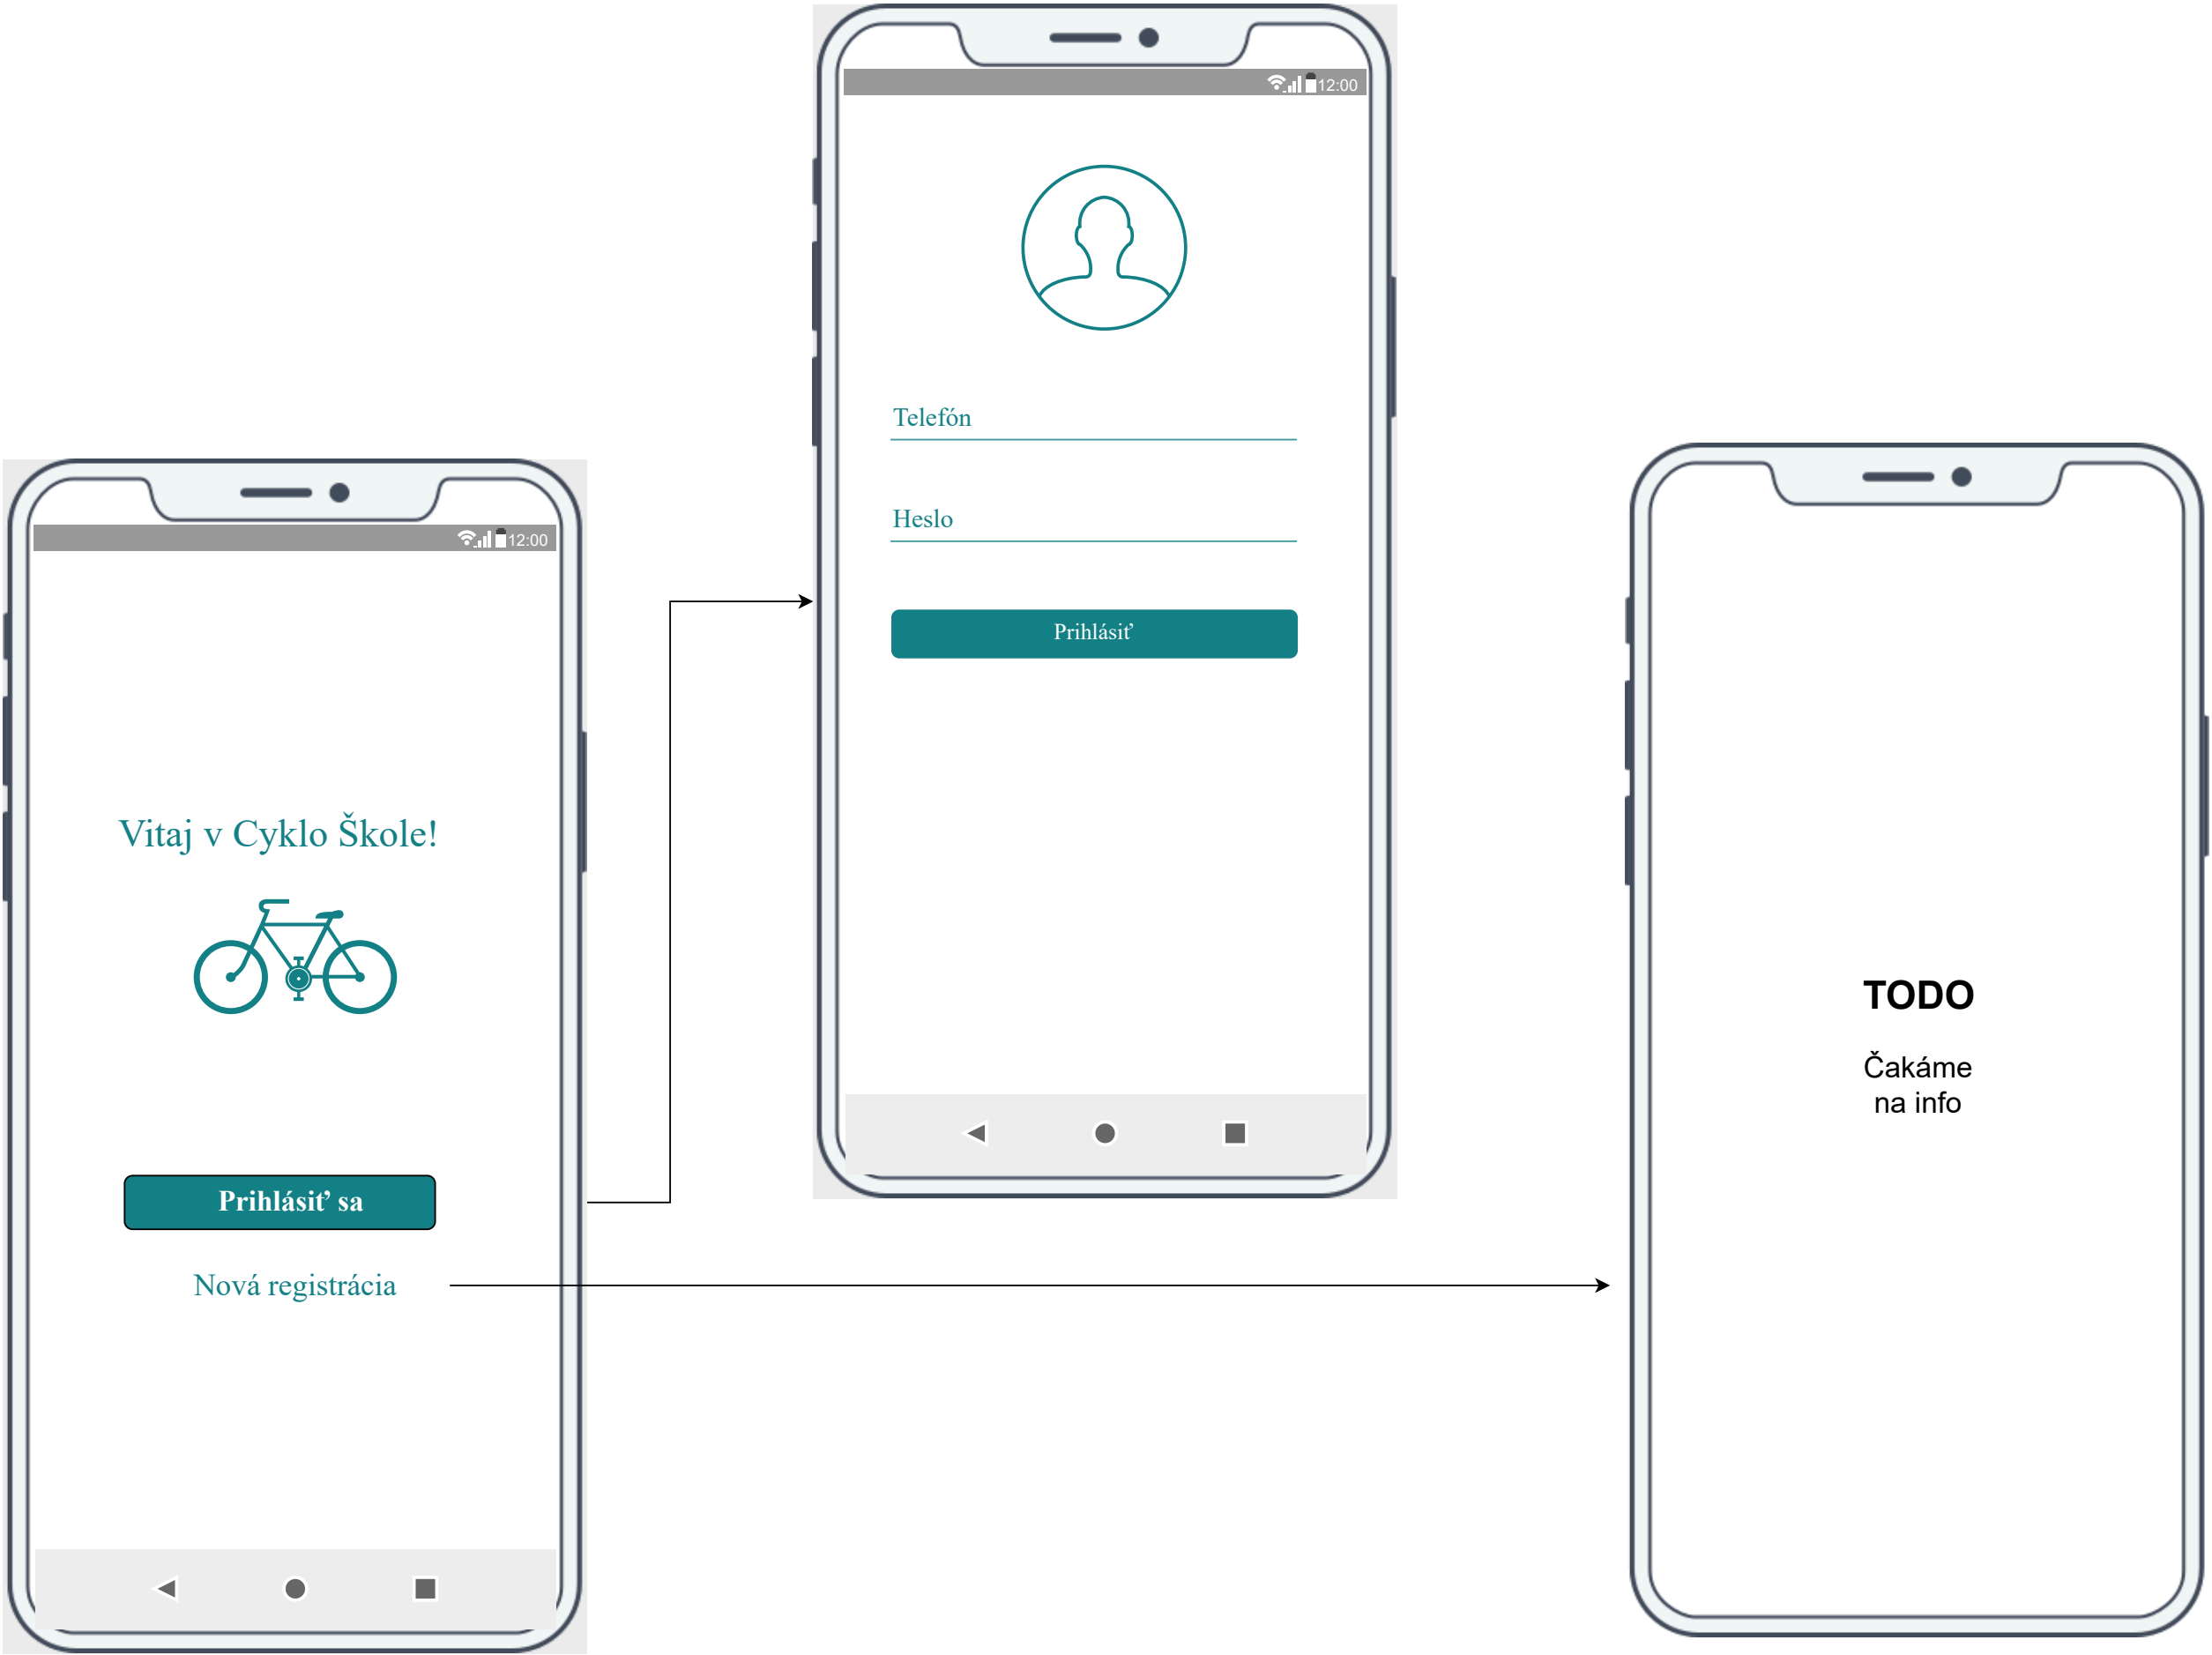 12:00
Vitaj v Cyklo Škole!
Prihlásiť sa
Nová registrácia
12:00
Telefón
Heslo
Prihlásiť
TODO
Čakáme
na info